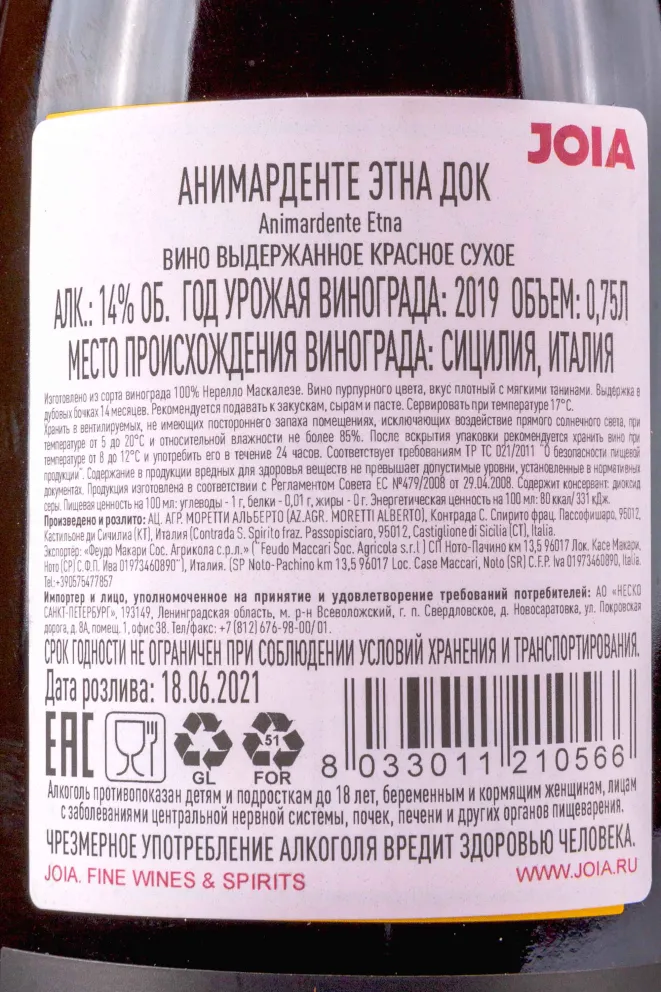 JOIA
АНИМАРДЕНТЕ ЭТНА ДОК
Animardente Etna
ВИНО ВЫДЕРЖАННОЕ КРАСНОЕ СУХОЕ
АЛК.: 14% ОБ. ГОД УРОЖАЯ ВИНОГРАДА: 2019 ОБЪЕМ: 0,75Л
МЕСТО ПРОИСХОЖДЕНИЯ ВИНОГРАДА: СИЦИЛИЯ, ИТАЛИЯ
Изготовлено из сорта винограда 100% Нерелло Маскалезе. Вино пурпурного цвета, вкус плотный с мягкими танинами. Выдержка в
дубовых бочках 14 месяцев. Рекомендуется подавать к закускам, сырам и пасте. Сервировать при температуре 17°С.
Хранить в вентилируемых, не имеющих постороннего запаха помещениях, исключающих воздействие прямого солнечного света, при
температуре от 5 до 20°С и относительной влажности не более 85%. После вскрытия упаковки рекомендуется хранить вино при
температуре от 8 до 12°С и употребить его в течение 24 часов. Соответствует требованиям ТР ТС 021/2011 "О безопасности пищевой
продукции". Содержание в продукции вредных для здоровья веществ не превышает допустимые уровни, установленные в нормативных
документах. Продукция изготовлена в соответствии с Регламентом Совета ЕС №479/2008 от 29.04.2008. Содержит консервант: диоксид
серы. Пищевая ценность на 100 мл: углеводы - 1 г, белки - 0,01 г, жиры - 0 г. Энергетическая ценность на 100 мл: 80 ккал/ 331 кДж.
Произведено и розлито: АЦ. АГР. МОРЕТТИ АЛЬБЕРТО (AZ.AGR. MORETTI ALBERTO), Контрада С. Спирито фрац. Пассофишаро, 95012,
Кастильоне ди Сичилиа (КТ), Италия (Contrada S. Spirito fraz. Passopisciaro, 95012, Castiglione di Sicilia (CT), Italia.
Экспортер: «Феудо Макари Сос. Агрикола с.р.л.» ("Feudo Maccari Soc. Agricola s.r.l ) СП Ното-Пачино км 13,5 96017 Лок. Касе Макари,
Ното (СР) С.Ф.П. Ива 01973460890", Италия. (SP Noto-Pachino km 13,5 96017 Loc. Case Maccari, Noto (SR) C.F.P Iva 01973460890, Italia.
Tel:+390575477857
Импортер и лицо, уполномоченное на принятие и удовлетворение требований потребителей: АО «НЕСКО
САНКТ-ПЕТЕРБУРГ», 193149, Ленинградская область, м. р-н Всеволожский, г. п. Свердловское, д. Новосаратовка, ул. Покровская
дорога, д. 8А, помещ. 1, офис 38. Тел/факс: +7 (812) 676-98-00/ 01.
СРОК ГОДНОСТИ НЕ ОГРАНИЧЕН ПРИ СОБЛЮДЕНИИ УСЛОВИЙ ХРАНЕНИЯ И ТРАНСПОРТИРОВАНИЯ.
Дата розлива: 18.06.2021
EAC
51
GL FOR
8 033011 210566
Алкоголь противопоказан детям и подросткам до 18 лет, беременным и кормящим женщинам, лицам
с заболеваниями центральной нервной системы, почек, печени и других органов пищеварения.
ЧРЕЗМЕРНОЕ УПОТРЕБЛЕНИЕ АЛКОГОЛЯ ВРЕДИТ ЗДОРОВЬЮ ЧЕЛОВЕКА.
JOIA. FINE WINES & SPIRITS WWW.JOIA.RU